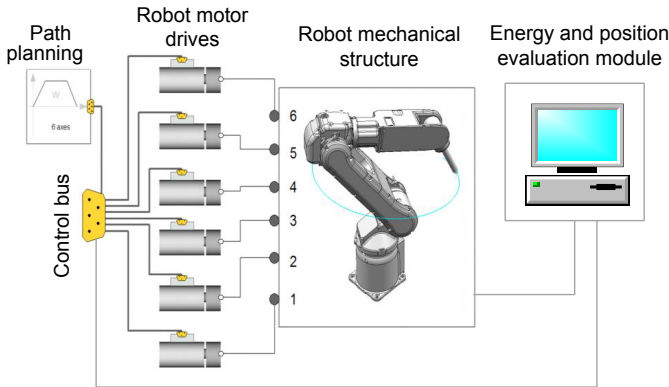 Path
planning
Robot motor
drives
Robot mechanical
structure
Energy and position
evaluation module
W
6 axes
Control bus
6
5
4
3
2
1